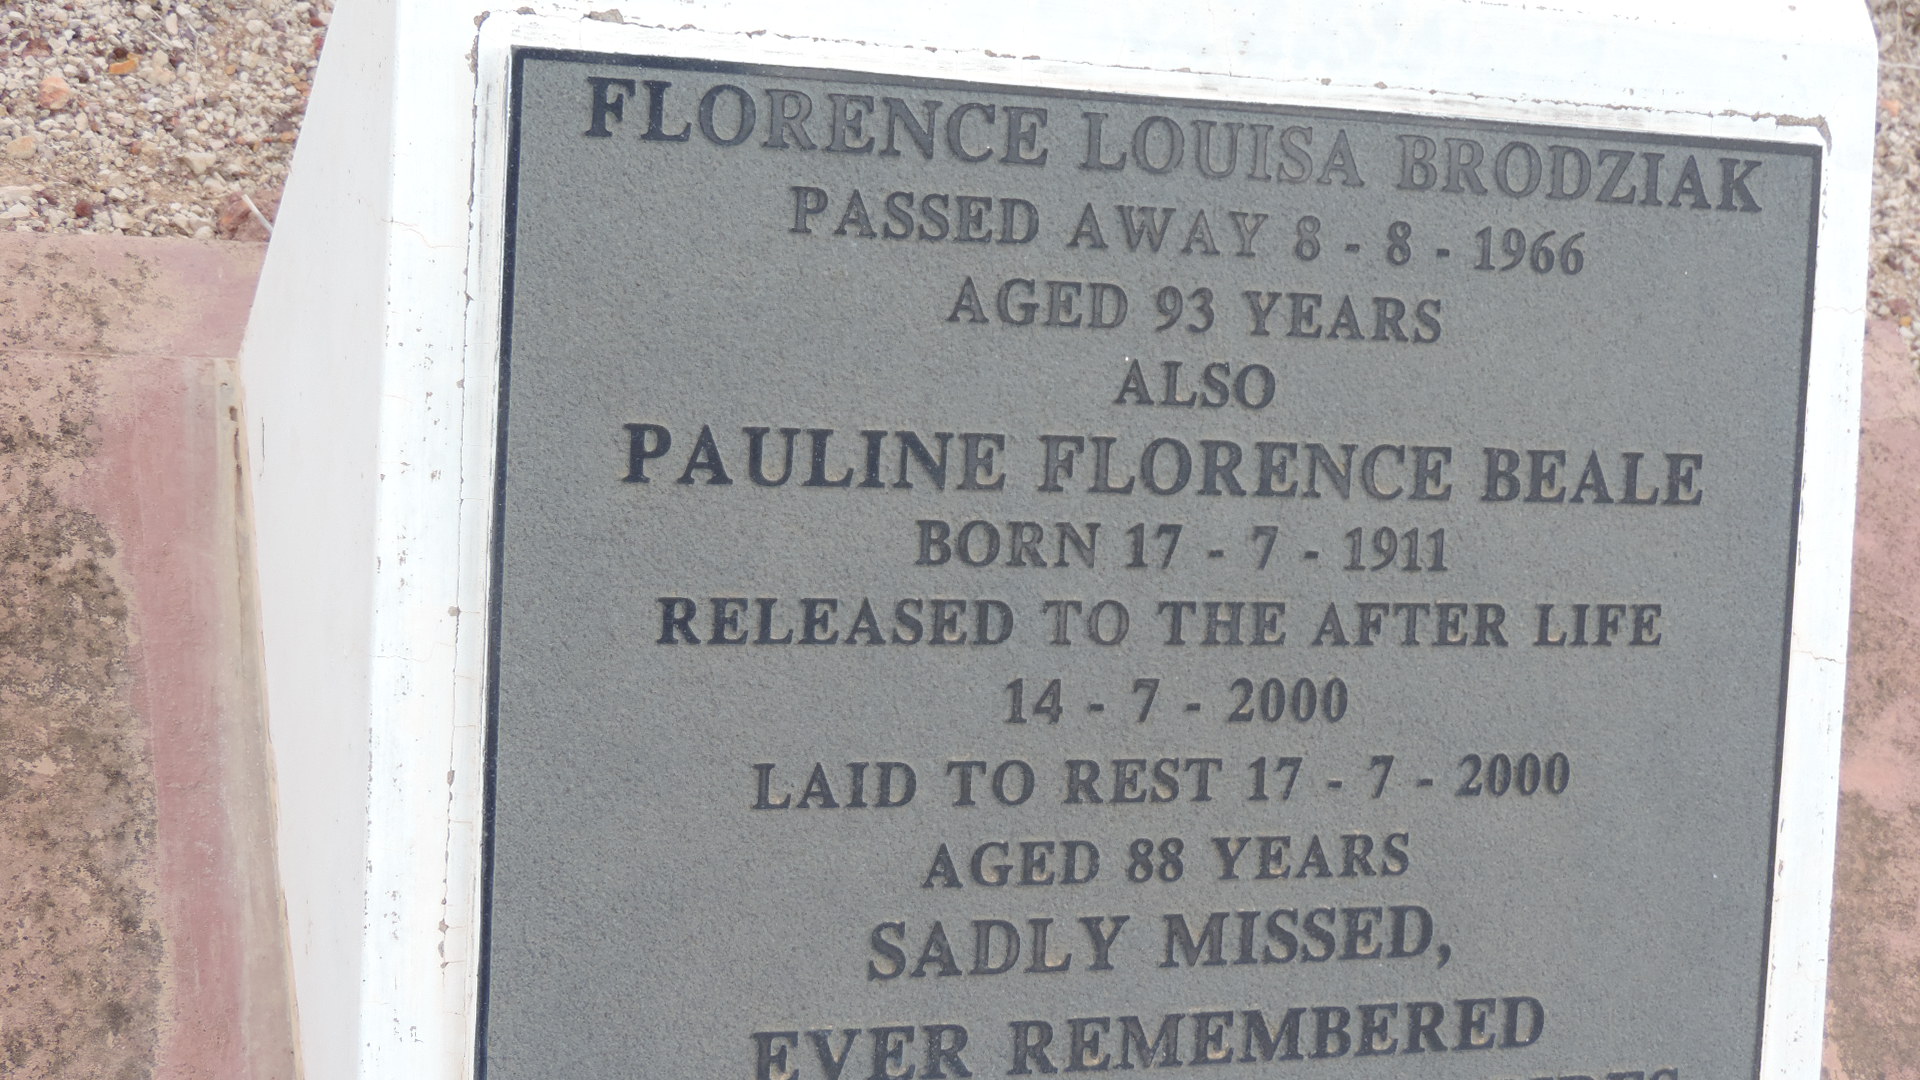 FLORENCE LOUISA BRODZIAK
PASSED AWAY 8 - 8 - 1966
AGED 93 YEARS
ALSO
PAULINE FLORENCE BEALE
BORN 17 - 7 - 1911
RELEASED TO THE AFTER LIFE
14 - 7 - 2000
LAID TO REST 17 - 7 - 2000
AGED 88 YEARS
SADLY MISSED,
EVER REMEMBERED